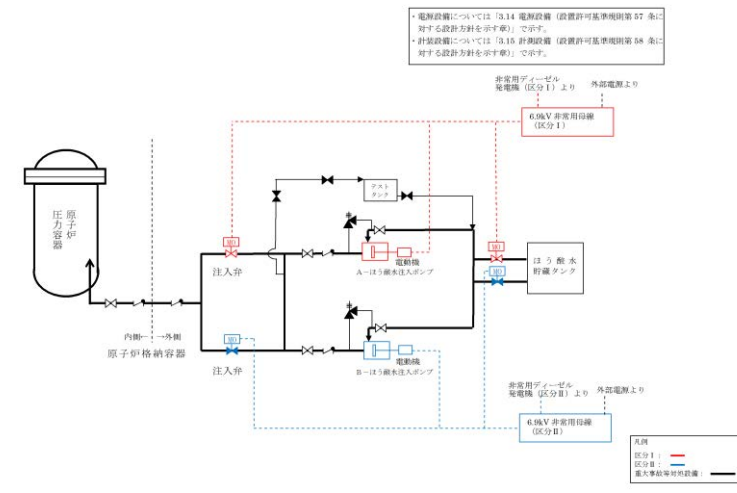 ・電源設備については「3.14 電源設備（設置許可基準規則第 57 条に
対する設計方針を示す章）」で示す。
・計装設備については「3.15 計測設備（設置許可基準規則第 58 条に
対する設計方針を示す章）」で示す。
非常用ディーゼル
発電機（区分Ⅰ）より
外部電源より
6.9kV 非常用母線
（区分Ⅰ）
テスト
タンク
原子炉
圧力容器
MO
MO
注入弁
電動機
A－ほう酸水注入ポンプ
ほう酸水
貯蔵タンク
MO
内側← →外側
原子炉格納容器
MO
注入弁
電動機
B－ほう酸水注入ポンプ
非常用ディーゼル
発電機（区分Ⅱ）より
外部電源より
6.9kV 非常用母線
（区分Ⅱ）
凡例
区分Ⅰ：
区分Ⅱ：
重大事故等対処設備：